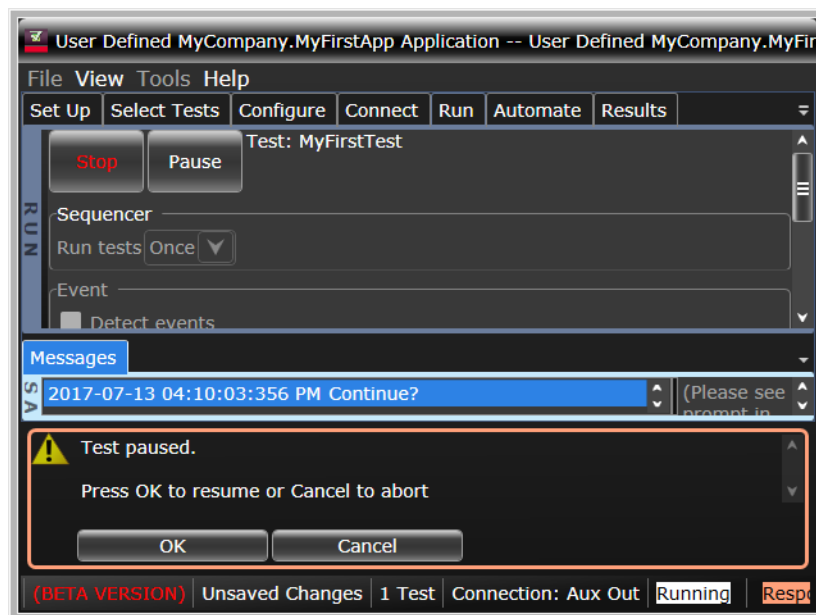 User Defined MyCompany.MyFirstApp Application -- User Defined MyCompany.MyFir
File View Tools Help
Set Up Select Tests Configure Connect Run Automate Results
Stop Pause Test: MyFirstTest
RUN
Sequencer
Run tests Once
Event
Detect events
Messages
SA
2017-07-13 04:10:03:356 PM Continue? (Please see
prompt in
Test paused.
Press OK to resume or Cancel to abort
OK Cancel
(BETA VERSION) Unsaved Changes 1 Test Connection: Aux Out Running Respo